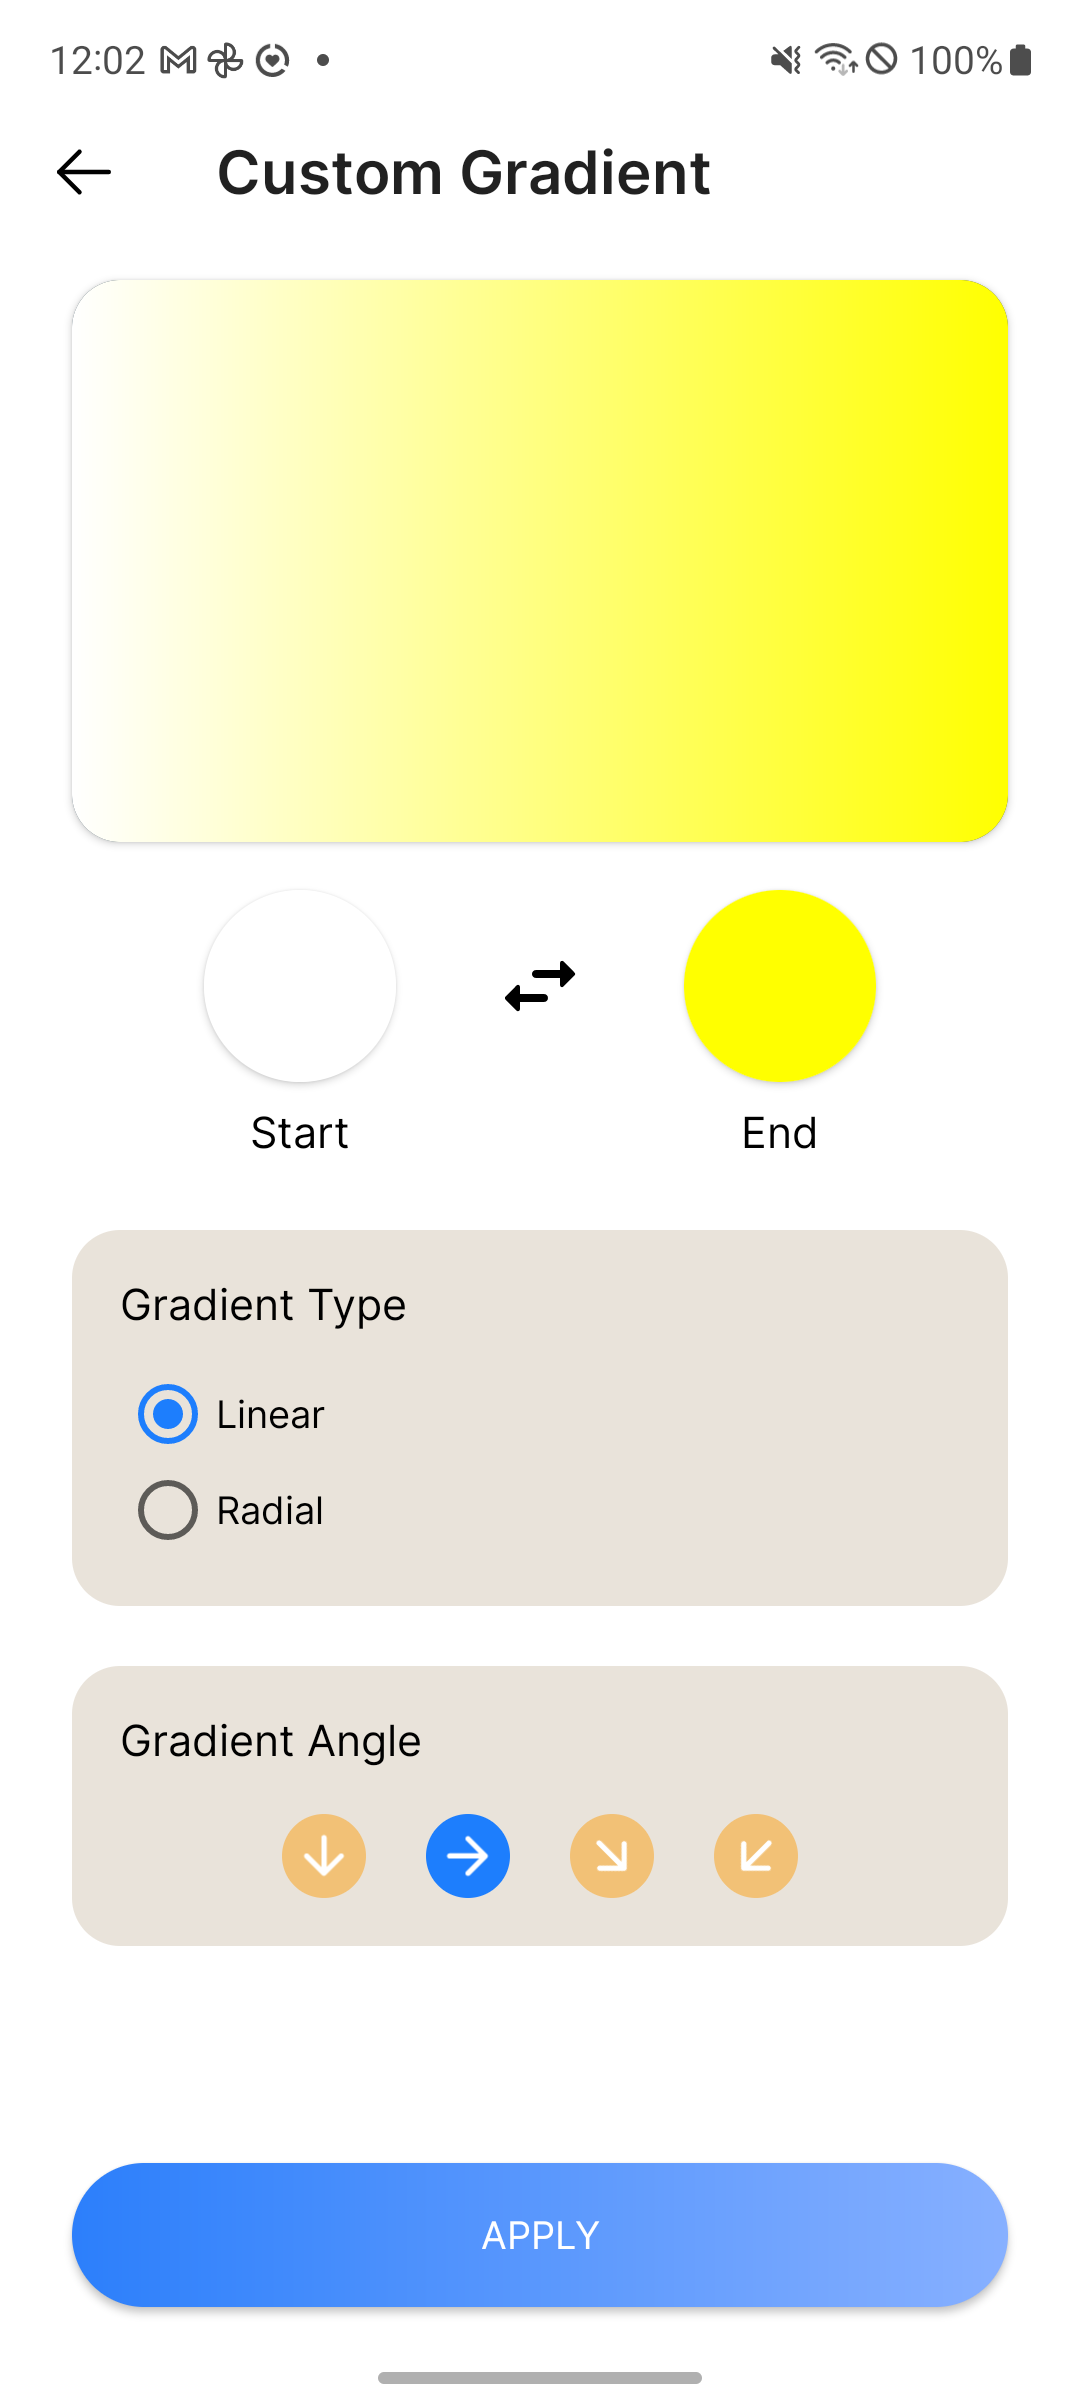 12:02 100%
Custom Gradient
Start End
Gradient Type
Linear
Radial
Gradient Angle
APPLY